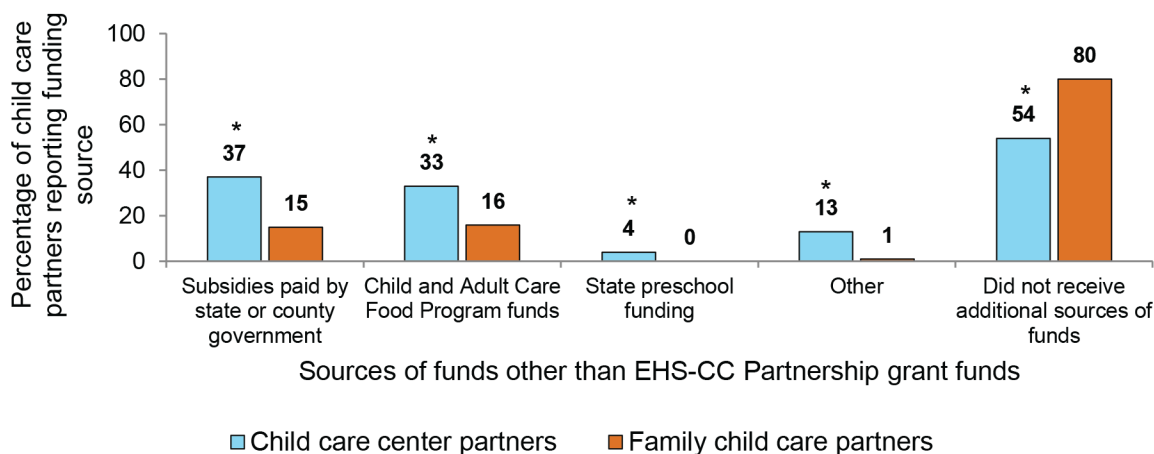 Percentage of child care
partners reporting funding
source
100
80
60
40
20
0
*
37
15
*
33
16
*
4
0
*
13
1
*
54
80
Subsidies paid by
state or county
government
Child and Adult Care
Food Program funds
State preschool
funding
Other
Did not receive
additional sources of
funds
Sources of funds other than EHS-CC Partnership grant funds
Child care center partners
Family child care partners